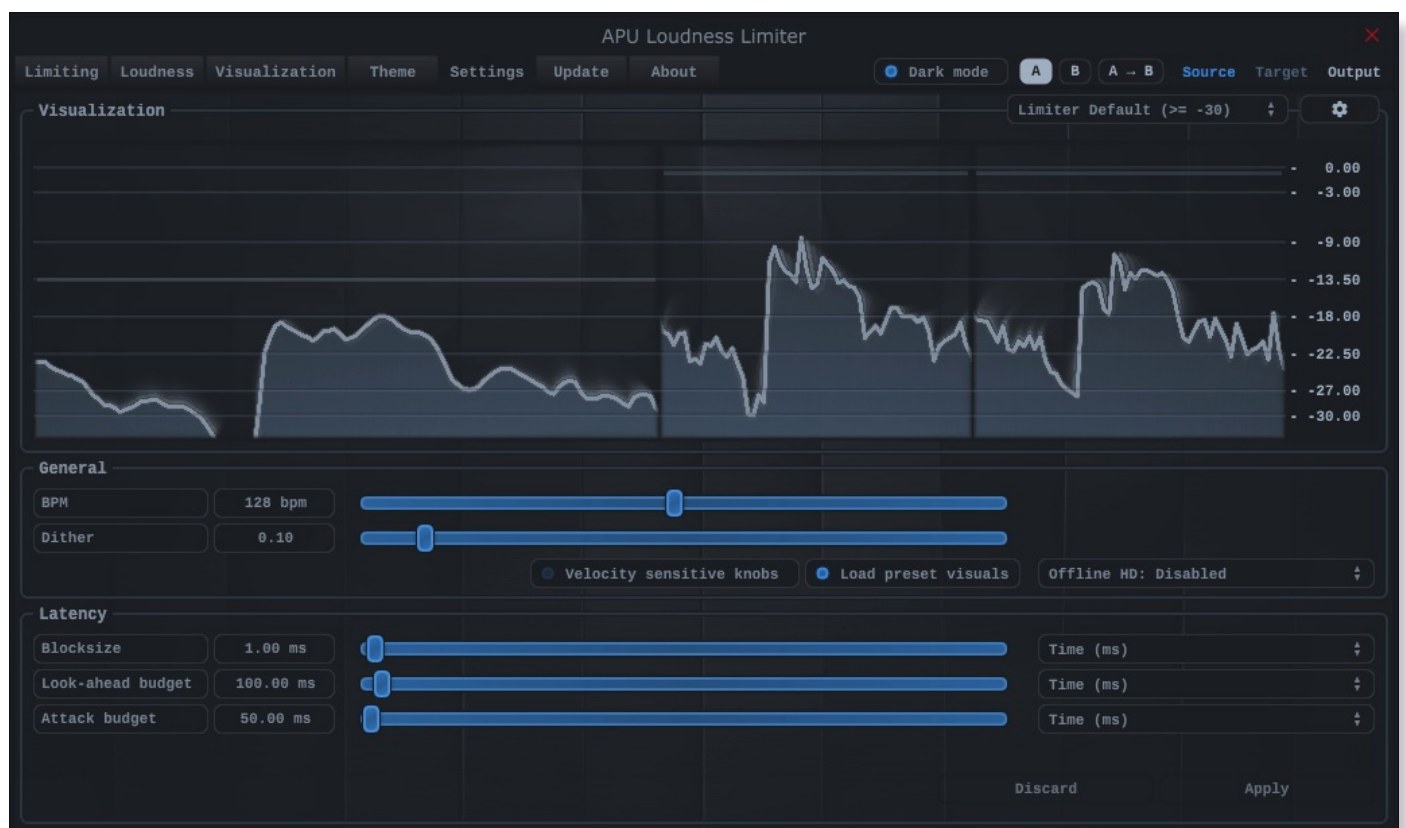 APU Loudness Limiter
Limiting Loudness Visualization Theme Settings Update About Dark mode A B A → B Source Target Output
Visualization Limiter Default (>= -30)
- 0.00
- -3.00
- -9.00
- -13.50
- -18.00
- -22.50
- -27.00
- -30.00
General
BPM 128 bpm
Dither 0.10
Velocity sensitive knobs Load preset visuals Offline HD: Disabled
Latency
Blocksize 1.00 ms Time (ms)
Look-ahead budget 100.00 ms Time (ms)
Attack budget 50.00 ms Time (ms)
Discard Apply